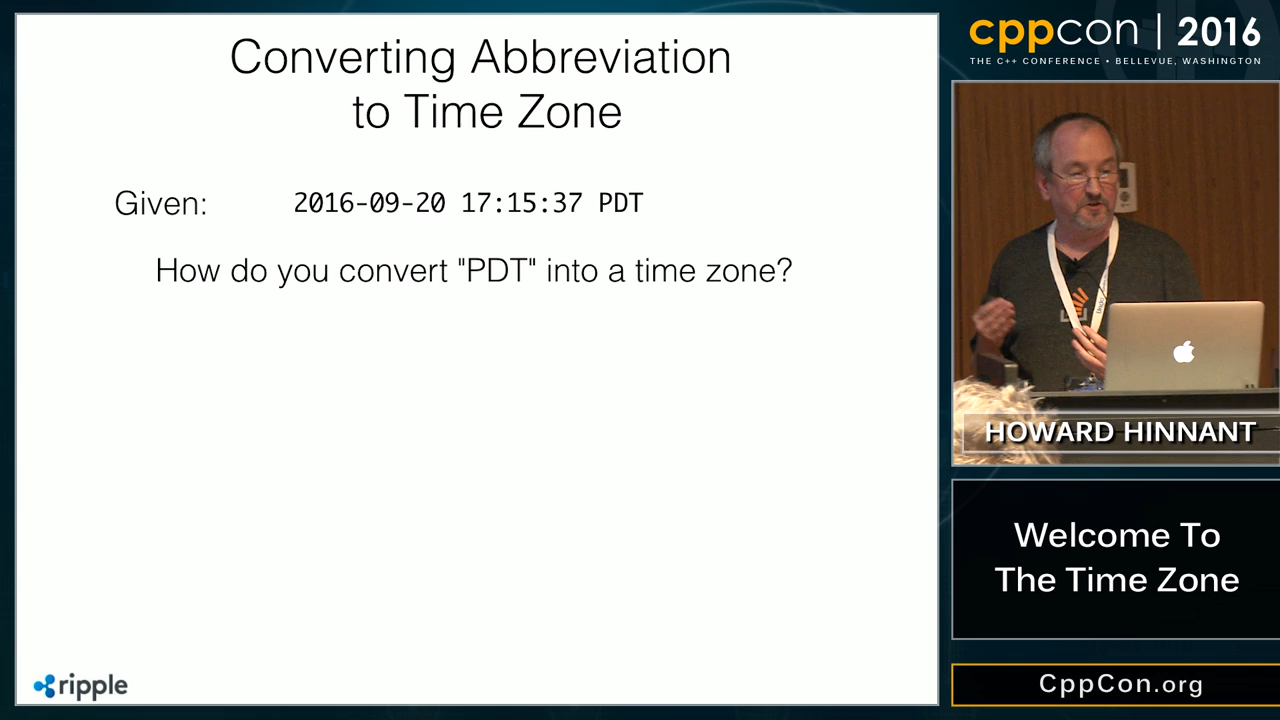 Converting Abbreviation
to Time Zone
Given: 2016-09-20 17:15:37 PDT
How do you convert "PDT" into a time zone?
ripple
cppcon | 2016
THE C++ CONFERENCE • BELLEVUE, WASHINGTON
HOWARD HINNANT
Welcome To
The Time Zone
CppCon.org